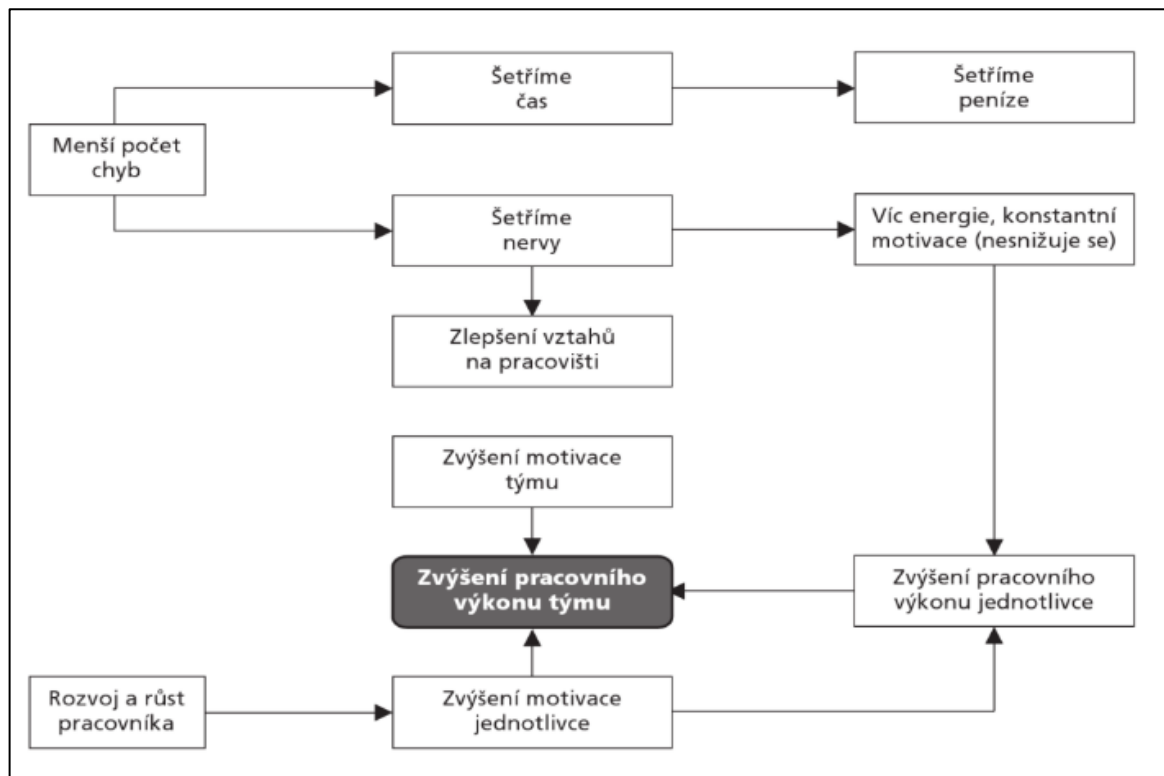 Šetříme
čas
Šetříme
peníze
Menší počet
chyb
Šetříme
nervy
Víc energie, konstantní
motivace (nesnižuje se)
Zlepšení vztahů
na pracovišti
Zvýšení motivace
týmu
Zvýšení pracovního
výkonu týmu
Zvýšení pracovního
výkonu jednotlivce
Rozvoj a růst
pracovníka
Zvýšení motivace
jednotlivce